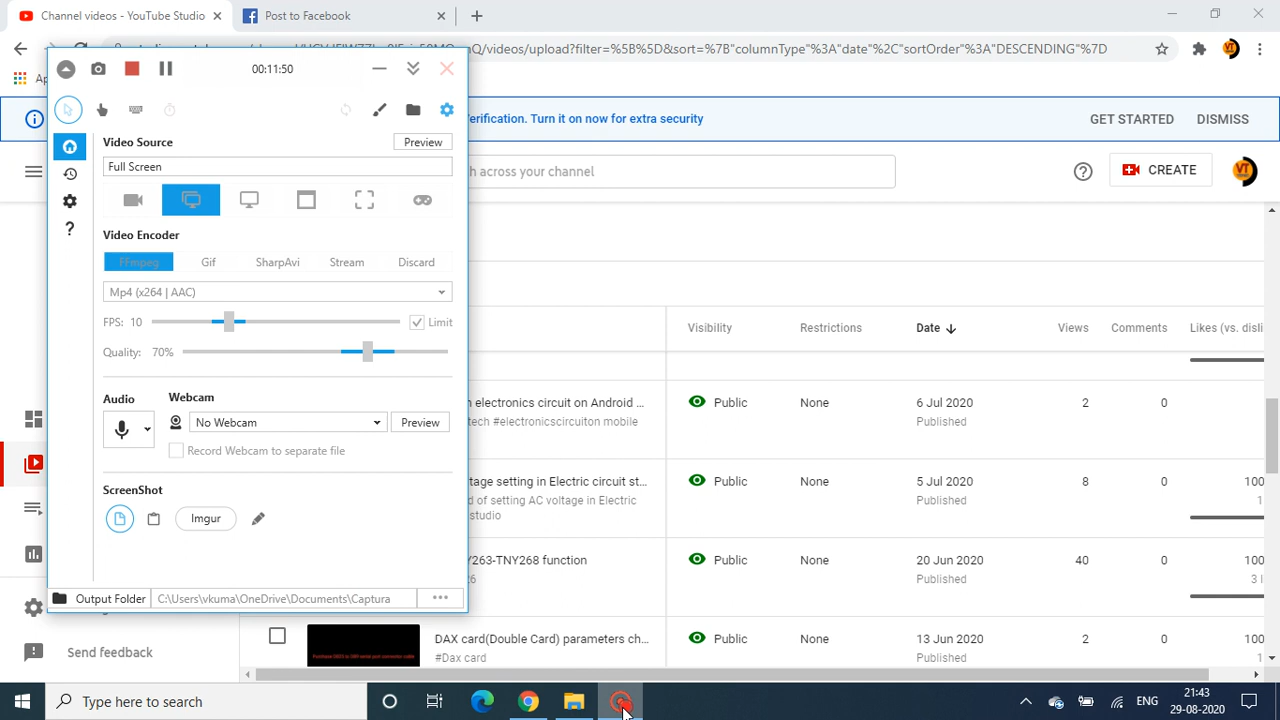 Channel videos - YouTube Studio
Post to Facebook
Q/videos/upload?filter=%5B%5D&sort=%7B"columnType"%3A"date"%2C"sortOrder"%3A"DESCENDING"%7D
00:11:50
erification. Turn it on now for extra security
GET STARTED
DISMISS
Video Source
Preview
Full Screen
h across your channel
CREATE
Video Encoder
FFmpeg
Gif
SharpAvi
Stream
Discard
Mp4 (x264 | AAC)
FPS: 10
Limit
Quality: 70%
Visibility
Restrictions
Date
Views
Comments
Likes (vs. disli
Audio
Webcam
No Webcam
Preview
Record Webcam to separate file
n electronics circuit on Android ...
Public
None
6 Jul 2020
2
0
tech #electronicscircuiton mobile
Published
ScreenShot
Imgur
tage setting in Electric circuit st...
Public
None
5 Jul 2020
8
0
100
d of setting AC voltage in Electric
Published
studio
Y263-TNY268 function
Public
None
20 Jun 2020
40
0
100
26
Published
3 l
Output Folder
C:\Users\vkuma\OneDrive\Documents\Captura
DAX card(Double Card) parameters ch...
Public
None
13 Jun 2020
2
0
100
#Dax card
Published
Send feedback
Type here to search
ENG
21:43
29-08-2020